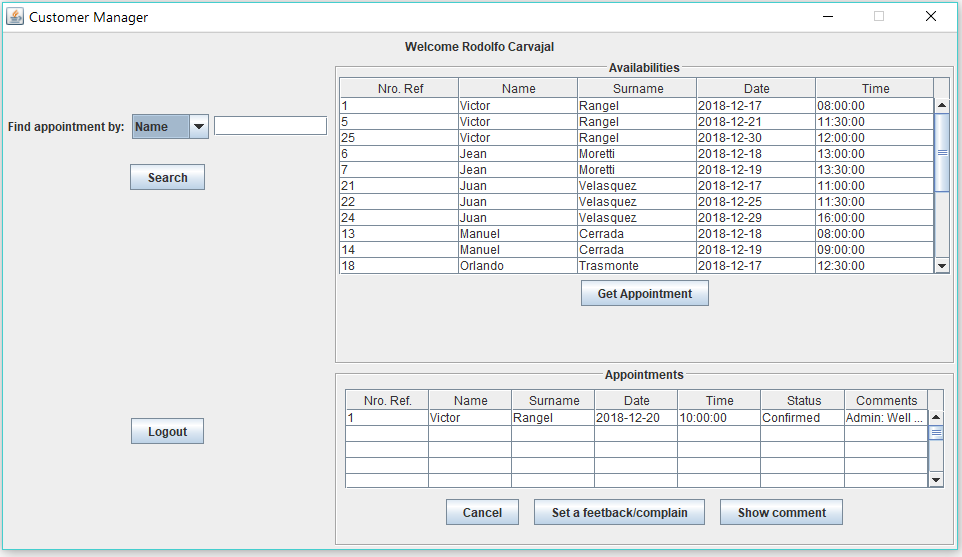 Customer Manager
Welcome Rodolfo Carvajal
Find appointment by: Name
Search
Logout
Availabilities
Nro. Ref Name Surname Date Time
1 Victor Rangel 2018-12-17 08:00:00
5 Victor Rangel 2018-12-21 11:30:00
25 Victor Rangel 2018-12-30 12:00:00
6 Jean Moretti 2018-12-18 13:00:00
7 Jean Moretti 2018-12-19 13:30:00
21 Juan Velasquez 2018-12-17 11:00:00
22 Juan Velasquez 2018-12-25 11:30:00
24 Juan Velasquez 2018-12-29 16:00:00
13 Manuel Cerrada 2018-12-18 08:00:00
14 Manuel Cerrada 2018-12-19 09:00:00
18 Orlando Trasmonte 2018-12-17 12:30:00
Get Appointment
Appointments
Nro. Ref. Name Surname Date Time Status Comments
1 Victor Rangel 2018-12-20 10:00:00 Confirmed Admin: Well ...
Cancel Set a feetback/complain Show comment